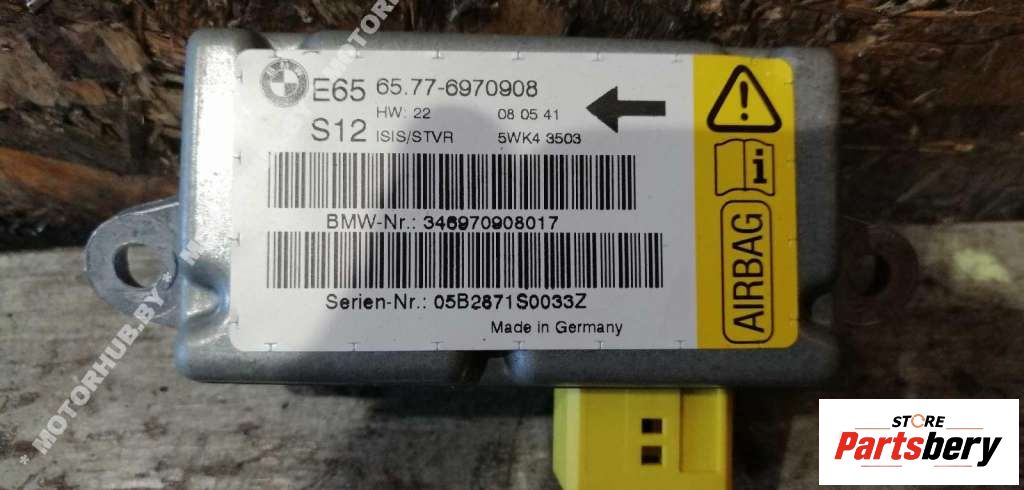 E65 65.77-6970908
HW: 22 08 05 41
S12 ISIS/STVR 5WK4 3503
BMW-Nr.: 346970908017
Serien-Nr.: 05B2871S0033Z
Made in Germany
AIRBAG
* MOTORHUB.BY * MOTORHUB
STORE
Partsbery